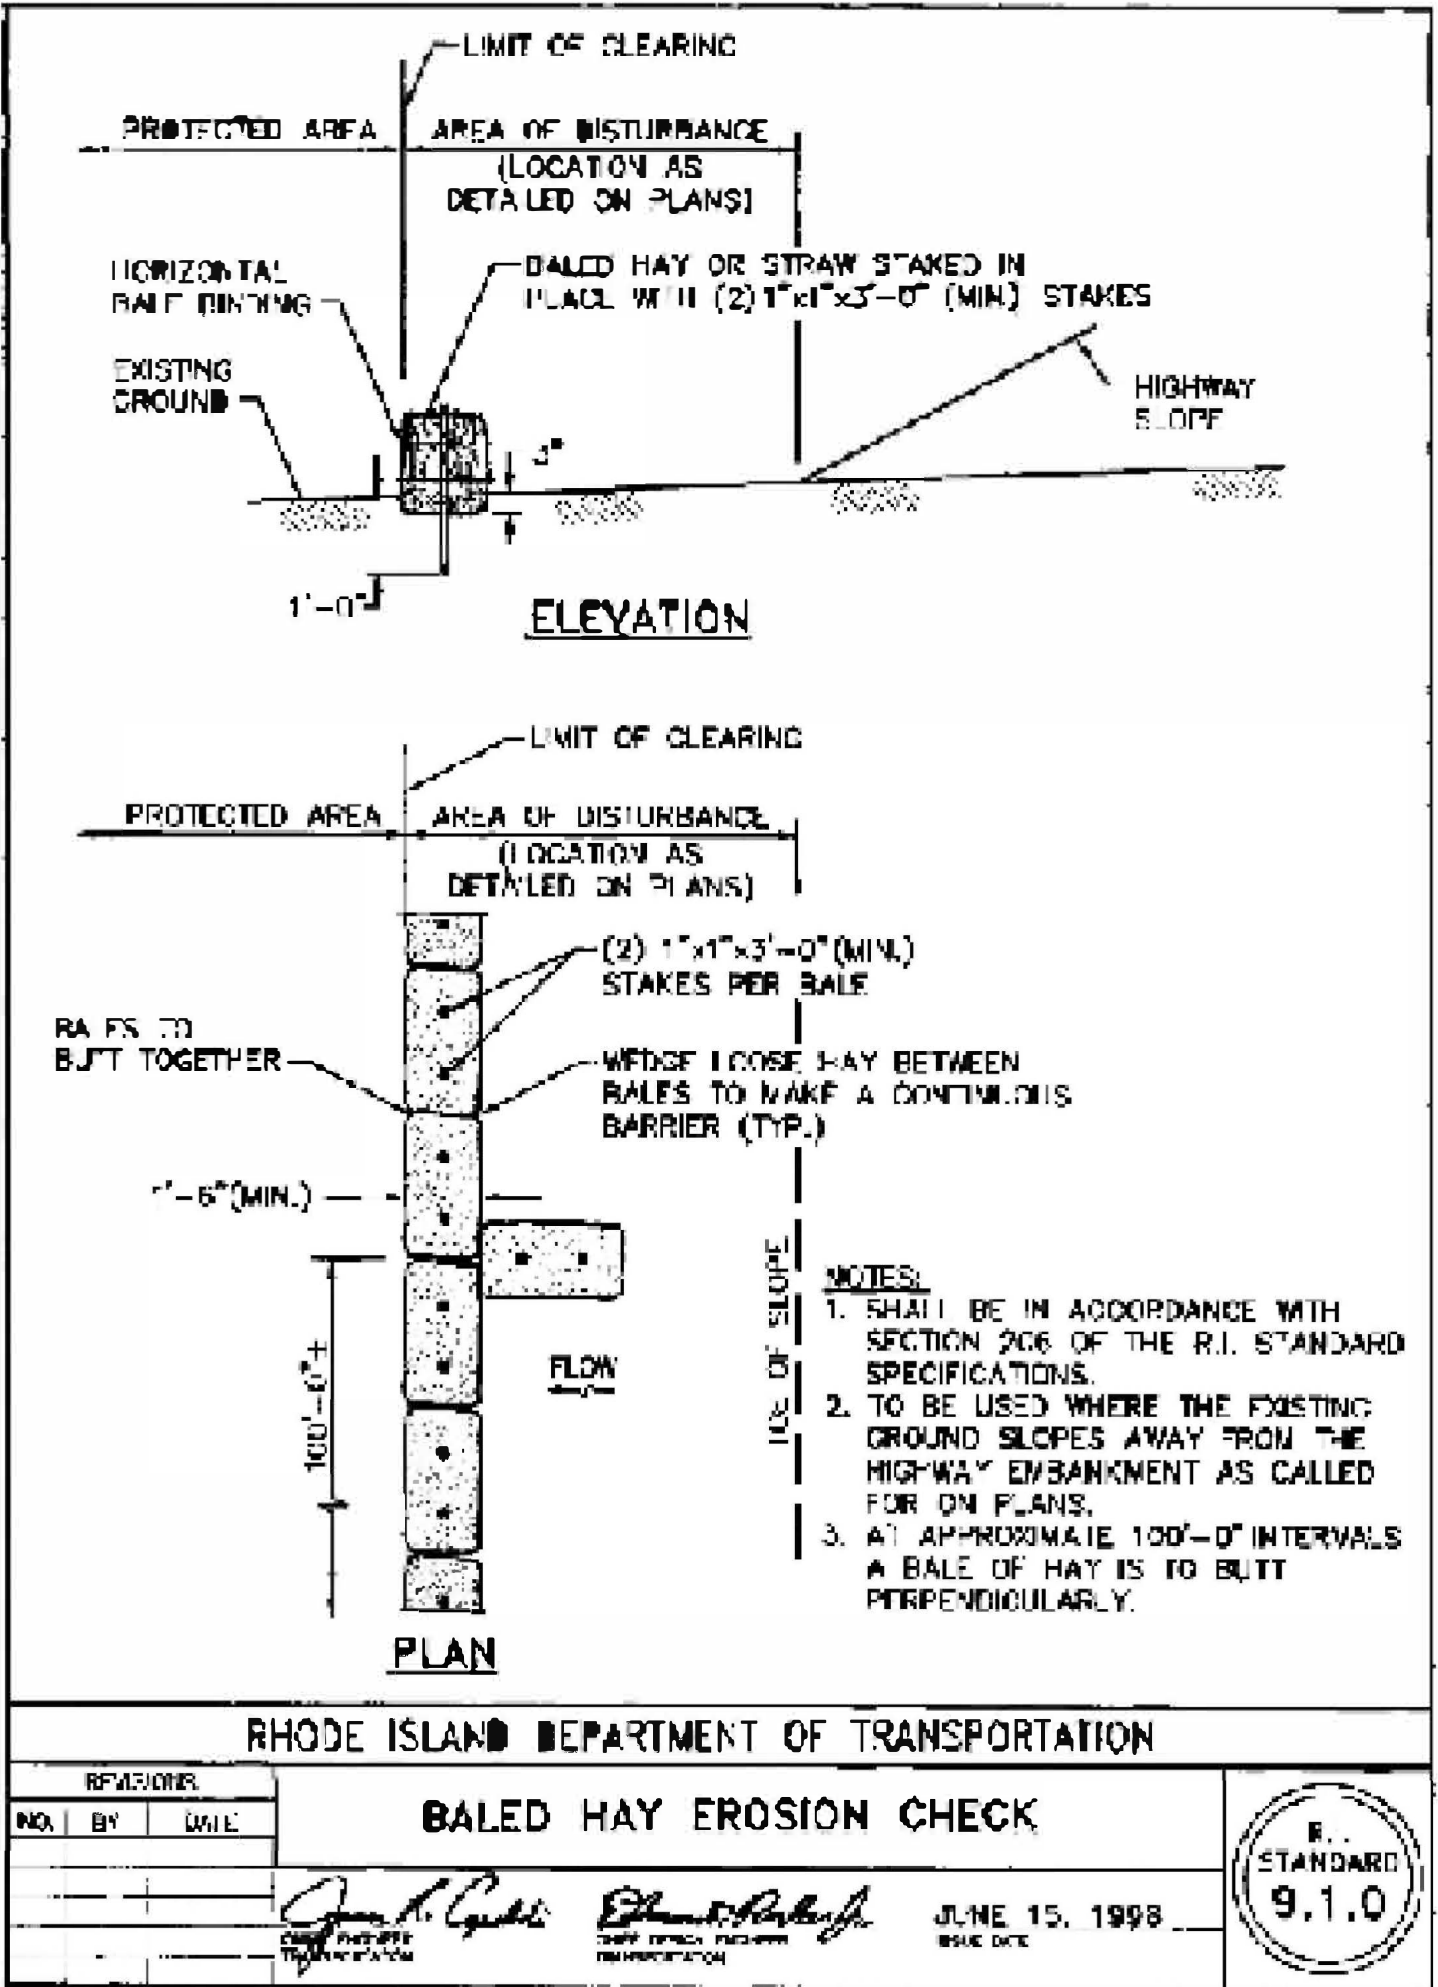 LIMIT OF CLEARING
PROTECTED AREA
AREA OF DISTURBANCE
(LOCATION AS
DETAILED ON PLANS)
HORIZONTAL
BALE BINDING
BALED HAY OR STRAW STAKED IN
PLACE WITH (2) 1"x1"x3'-0" (MIN.) STAKES
EXISTING
GROUND
HIGHWAY
SLOPE
3"
1'-0"
ELEVATION
LIMIT OF CLEARING
PROTECTED AREA
AREA OF DISTURBANCE
(LOCATION AS
DETAILED ON PLANS)
(2) 1"x1"x3'-0"(MIN.)
STAKES PER BALE
BALES TO
BUTT TOGETHER
WEDGE LOOSE HAY BETWEEN
BALES TO MAKE A CONTINUOUS
BARRIER (TYP.)
1'-6"(MIN.)
100'-0"±
FLOW
TOE OF SLOPE
NOTES:
1. SHALL BE IN ACCORDANCE WITH
SECTION 206 OF THE R.I. STANDARD
SPECIFICATIONS.
2. TO BE USED WHERE THE EXISTING
GROUND SLOPES AWAY FROM THE
HIGHWAY EMBANKMENT AS CALLED
FOR ON PLANS.
3. AT APPROXIMATE 100'-0" INTERVALS
A BALE OF HAY IS TO BUTT
PERPENDICULARLY.
PLAN
RHODE ISLAND DEPARTMENT OF TRANSPORTATION
REVISIONS
NO. BY DATE
BALED HAY EROSION CHECK
CHIEF ENGINEER
TRANSPORTATION
CHIEF DESIGN ENGINEER
TRANSPORTATION
JUNE 15, 1998
ISSUE DATE
R.I.
STANDARD
9.1.0